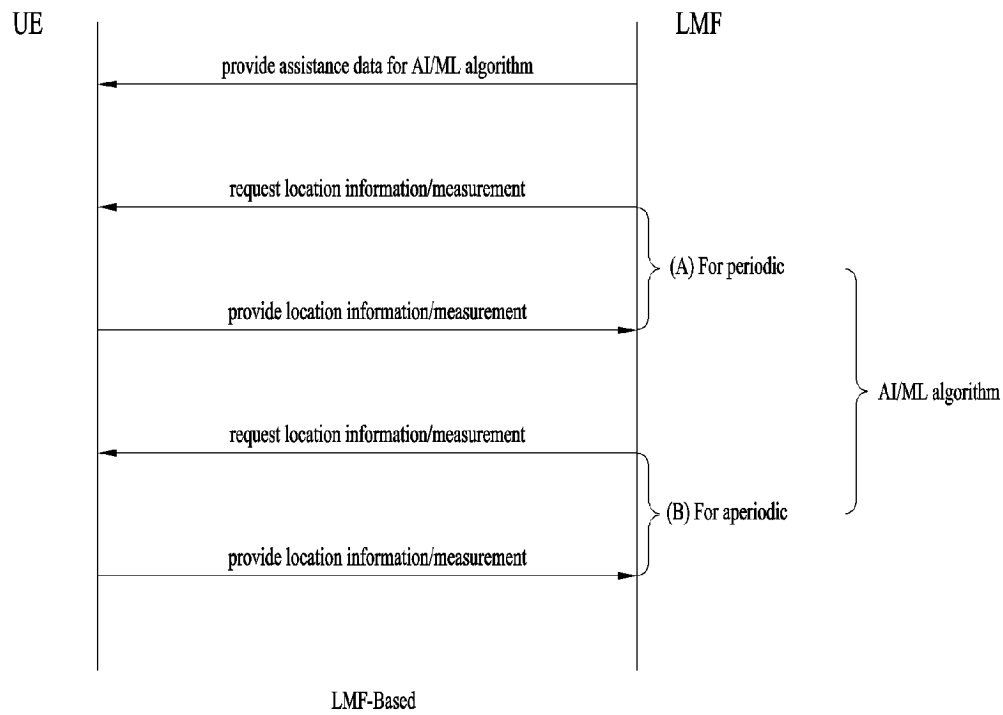 UE
LMF
provide assistance data for AI/ML algorithm
request location information/measurement
(A) For periodic
provide location information/measurement
AI/ML algorithm
request location information/measurement
(B) For aperiodic
provide location information/measurement
LMF-Based